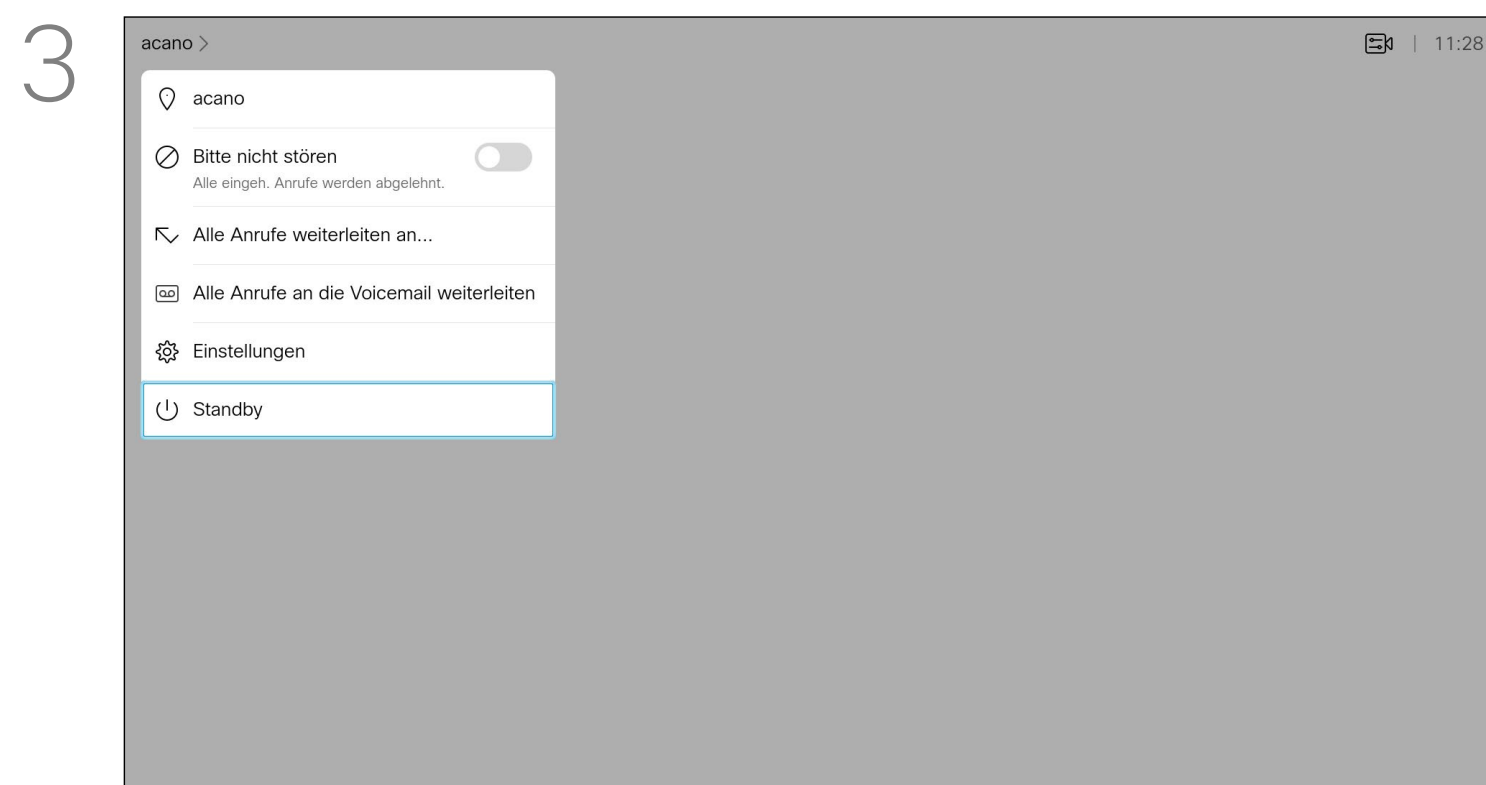 3
acano >
11:28
acano
Bitte nicht stören
Alle eingeh. Anrufe werden abgelehnt.
Alle Anrufe weiterleiten an...
Alle Anrufe an die Voicemail weiterleiten
Einstellungen
Standby